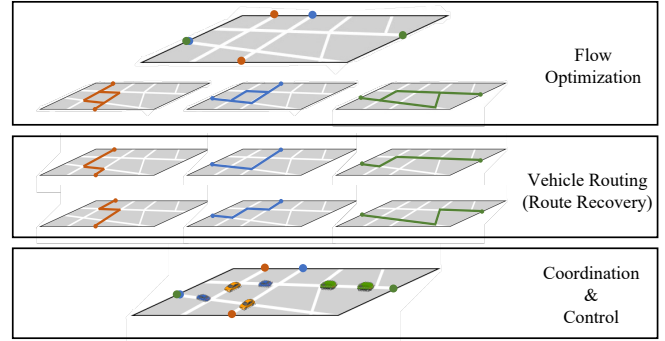 Flow
Optimization
Vehicle Routing
(Route Recovery)
Coordination
&
Control